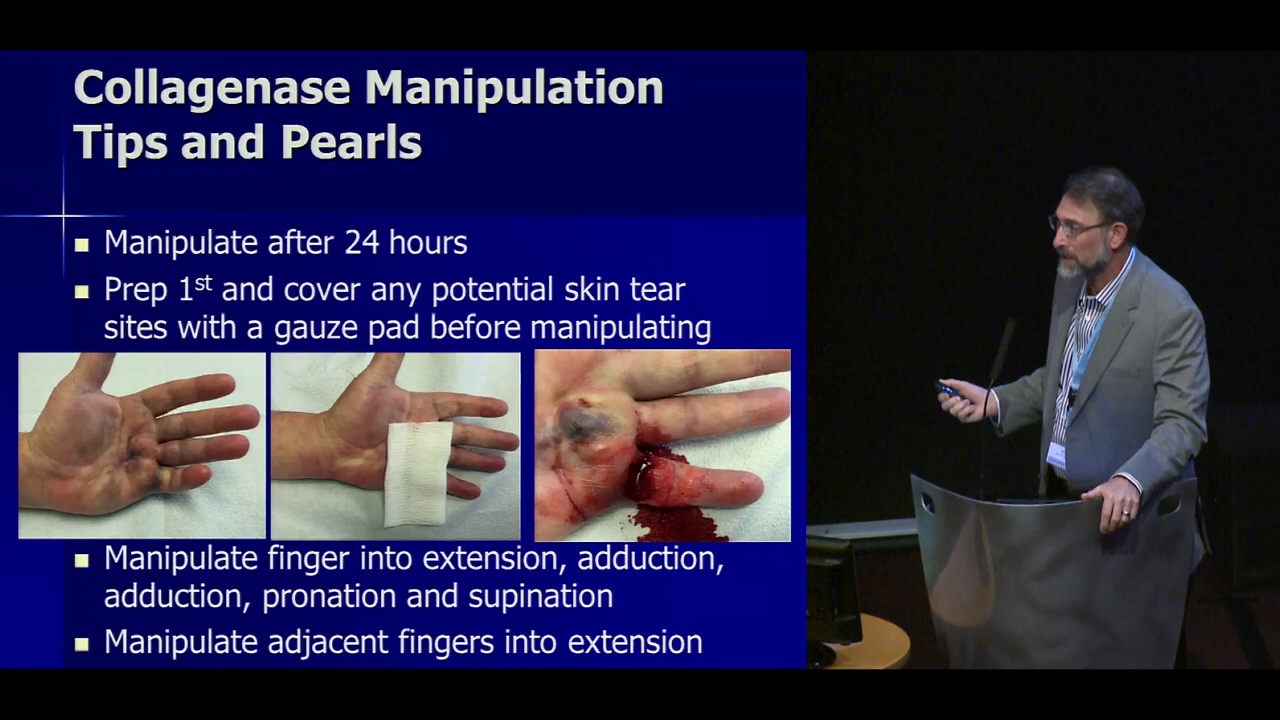 Collagenase Manipulation
Tips and Pearls
Manipulate after 24 hours
Prep 1st and cover any potential skin tear
sites with a gauze pad before manipulating
Manipulate finger into extension, adduction,
adduction, pronation and supination
Manipulate adjacent fingers into extension